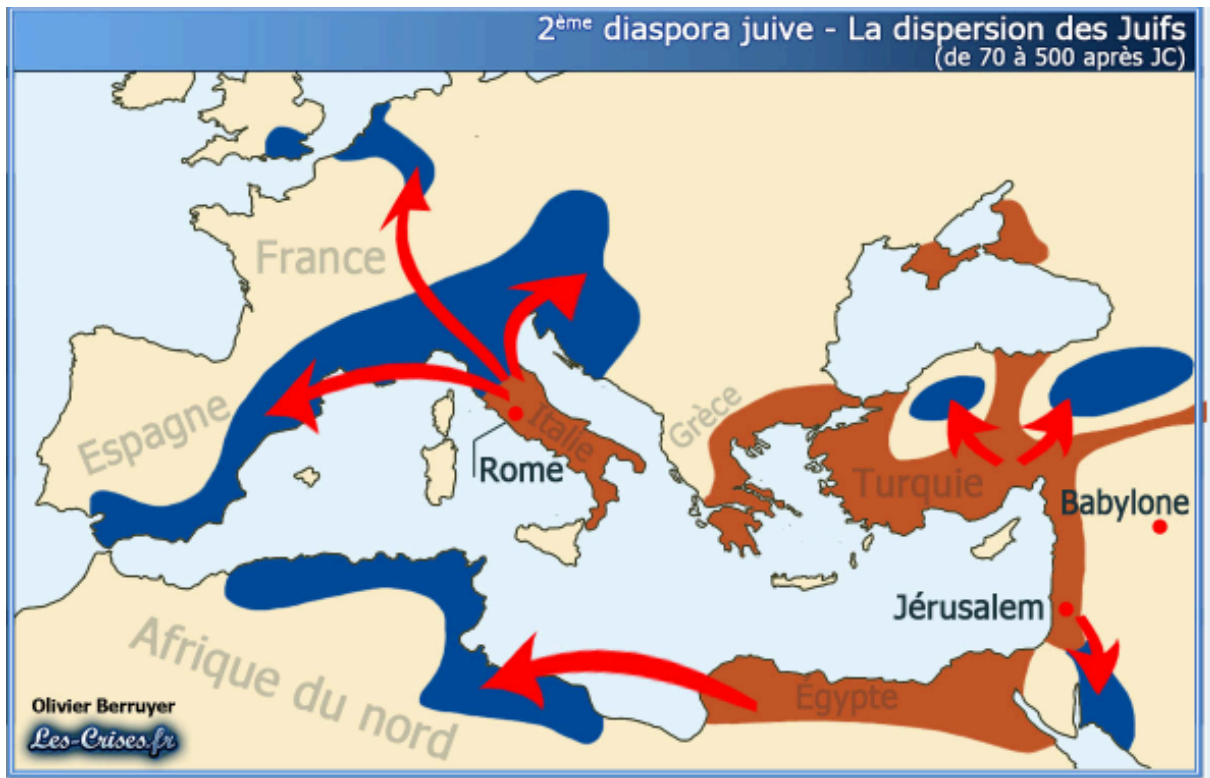 2ème diaspora juive - La dispersion des Juifs
(de 70 à 500 après JC)
France
Espagne
Italie
Rome
Grèce
Turquie
Babylone
Jérusalem
Égypte
Afrique du nord
Olivier Berruyer
Les-Crises.fr